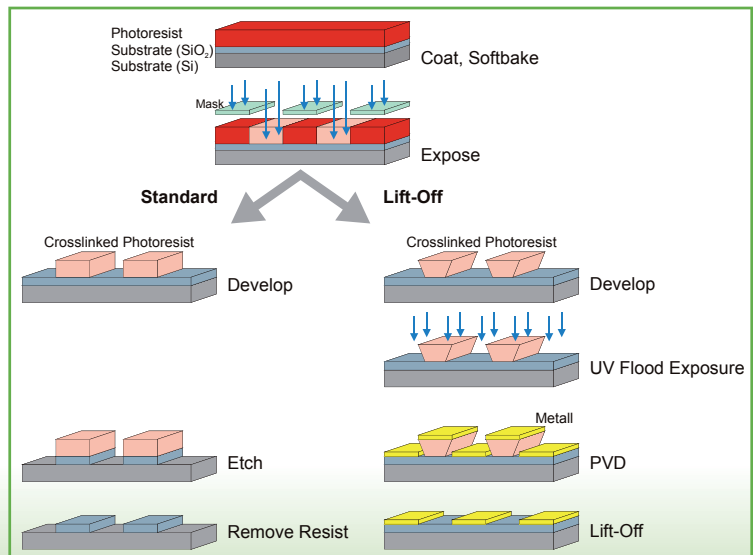 Photoresist
Substrate (SiO₂)
Substrate (Si)
Coat, Softbake
Mask
Expose
Standard
Lift-Off
Crosslinked Photoresist
Develop
Crosslinked Photoresist
Develop
UV Flood Exposure
Etch
Metall
PVD
Remove Resist
Lift-Off